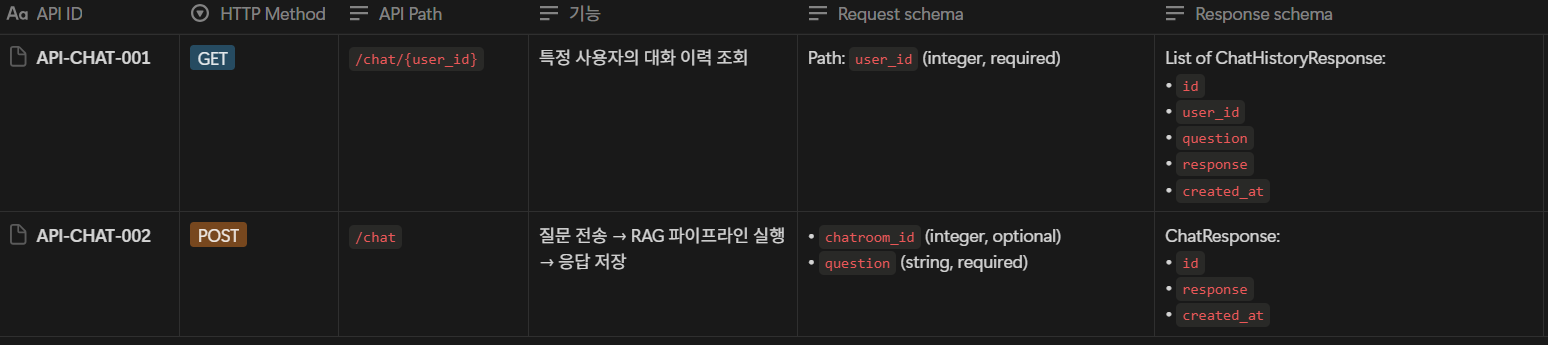 Aa API ID HTTP Method API Path 기능 Request schema Response schema
API-CHAT-001 GET /chat/{user_id} 특정 사용자의 대화 이력 조회 Path: user_id (integer, required) List of ChatHistoryResponse:
• id
• user_id
• question
• response
• created_at
API-CHAT-002 POST /chat 질문 전송 → RAG 파이프라인 실행 • chatroom_id (integer, optional) ChatResponse:
→ 응답 저장 • question (string, required) • id
• response
• created_at